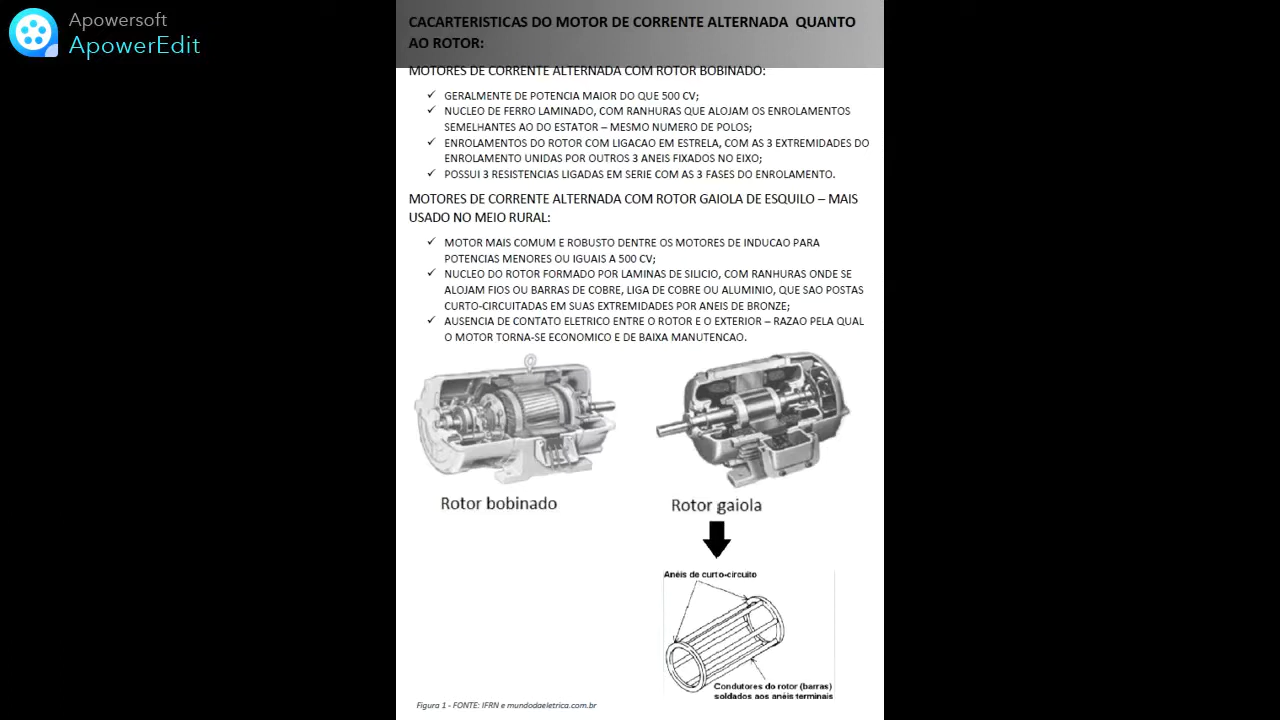 Apowersoft
ApowerEdit
CACARTERISTICAS DO MOTOR DE CORRENTE ALTERNADA QUANTO
AO ROTOR:
MOTORES DE CORRENTE ALTERNADA COM ROTOR BOBINADO:
✓ GERALMENTE DE POTENCIA MAIOR DO QUE 500 CV;
✓ NUCLEO DE FERRO LAMINADO, COM RANHURAS QUE ALOJAM OS ENROLAMENTOS
SEMELHANTES AO DO ESTATOR – MESMO NUMERO DE POLOS;
✓ ENROLAMENTOS DO ROTOR COM LIGACAO EM ESTRELA, COM AS 3 EXTREMIDADES DO
ENROLAMENTO UNIDAS POR OUTROS 3 ANEIS FIXADOS NO EIXO;
✓ POSSUI 3 RESISTENCIAS LIGADAS EM SERIE COM AS 3 FASES DO ENROLAMENTO.
MOTORES DE CORRENTE ALTERNADA COM ROTOR GAIOLA DE ESQUILO – MAIS
USADO NO MEIO RURAL:
✓ MOTOR MAIS COMUM E ROBUSTO DENTRE OS MOTORES DE INDUCAO PARA
POTENCIAS MENORES OU IGUAIS A 500 CV;
✓ NUCLEO DO ROTOR FORMADO POR LAMINAS DE SILICIO, COM RANHURAS ONDE SE
ALOJAM FIOS OU BARRAS DE COBRE, LIGA DE COBRE OU ALUMINIO, QUE SAO POSTAS
CURTO-CIRCUITADAS EM SUAS EXTREMIDADES POR ANEIS DE BRONZE;
✓ AUSENCIA DE CONTATO ELETRICO ENTRE O ROTOR E O EXTERIOR – RAZAO PELA QUAL
O MOTOR TORNA-SE ECONOMICO E DE BAIXA MANUTENCAO.
Rotor bobinado
Rotor gaiola
Anéis de curto-circuito
Condutores do rotor (barras)
soldados aos anéis terminais
Figura 1 - FONTE: IFRN e mundodaeletrica.com.br